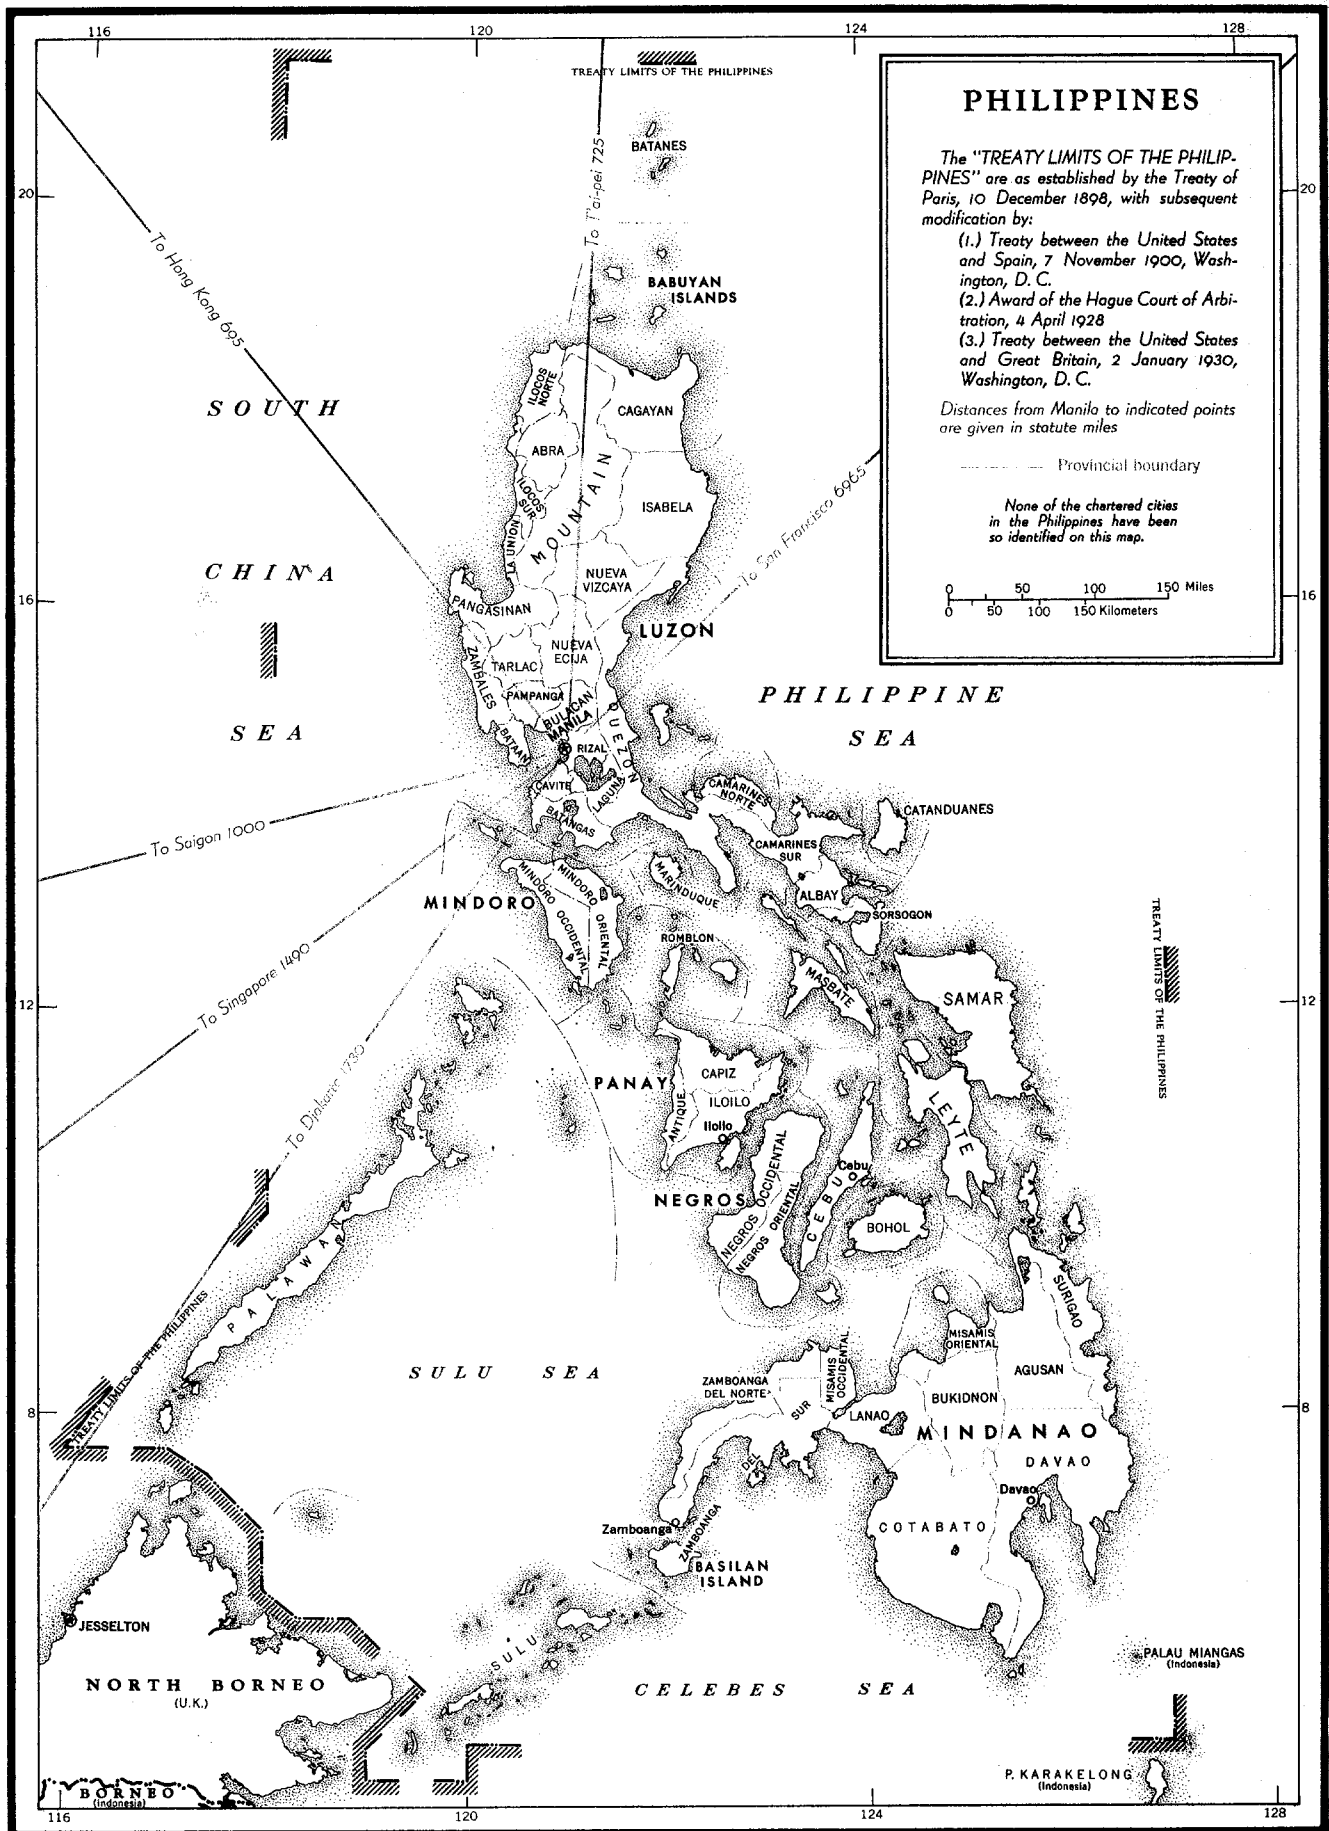 116
120
124
128
TREATY LIMITS OF THE PHILIPPINES
PHILIPPINES
The "TREATY LIMITS OF THE PHILIP-
PINES" are as established by the Treaty of
Paris, 10 December 1898, with subsequent
modification by:
(1.) Treaty between the United States
and Spain, 7 November 1900, Wash-
ington, D. C.
(2.) Award of the Hague Court of Arbi-
tration, 4 April 1928
(3.) Treaty between the United States
and Great Britain, 2 January 1930,
Washington, D. C.
Distances from Manila to indicated points
are given in statute miles
Provincial boundary
None of the chartered cities
in the Philippines have been
so identified on this map.
0 50 100 150 Miles
0 50 100 150 Kilometers
BATANES
To T'ai-pei 725
20
20
To Hong Kong 695
BABUYAN
ISLANDS
SOUTH
CHINA
SEA
ILOCOS
NORTE
CAGAYAN
ABRA
MOUNTAIN
ILOCOS
SUR
ISABELA
LA UNION
To San Francisco 6965
NUEVA
VIZCAYA
16
16
PANGASINAN
LUZON
ZAMBALES
TARLAC
NUEVA
ECIJA
PAMPANGA
BULACAN
MANILA
BATAAN
RIZAL
QUEZON
PHILIPPINE
SEA
CAVITE
LAGUNA
BATANGAS
CAMARINES
NORTE
CATANDUANES
To Saigon 1000
CAMARINES
SUR
MINDORO
MINDORO OCCIDENTAL
MINDORO ORIENTAL
MARINDUQUE
ALBAY
SORSOGON
ROMBLON
To Singapore 1490
MASBATE
SAMAR
TREATY LIMITS OF THE PHILIPPINES
12
12
PANAY
CAPIZ
ILOILO
ANTIQUE
Iloilo
LEYTE
NEGROS
NEGROS OCCIDENTAL
NEGROS ORIENTAL
CEBU
Cebu
BOHOL
PALAWAN
TREATY LIMITS OF THE PHILIPPINES
SURIGAO
SULU SEA
MISAMIS
ORIENTAL
ZAMBOANGA
DEL NORTE
MISAMIS
OCCIDENTAL
AGUSAN
BUKIDNON
8
8
LANAO
MINDANAO
ZAMBOANGA DEL SUR
DAVAO
Davao
COTABATO
Zamboanga
BASILAN
ISLAND
JESSELTON
SULU
PALAU MIANGAS
(Indonesia)
NORTH BORNEO
(U.K.)
CELEBES SEA
P. KARAKELONG
(Indonesia)
BORNEO
(Indonesia)
116
120
124
128